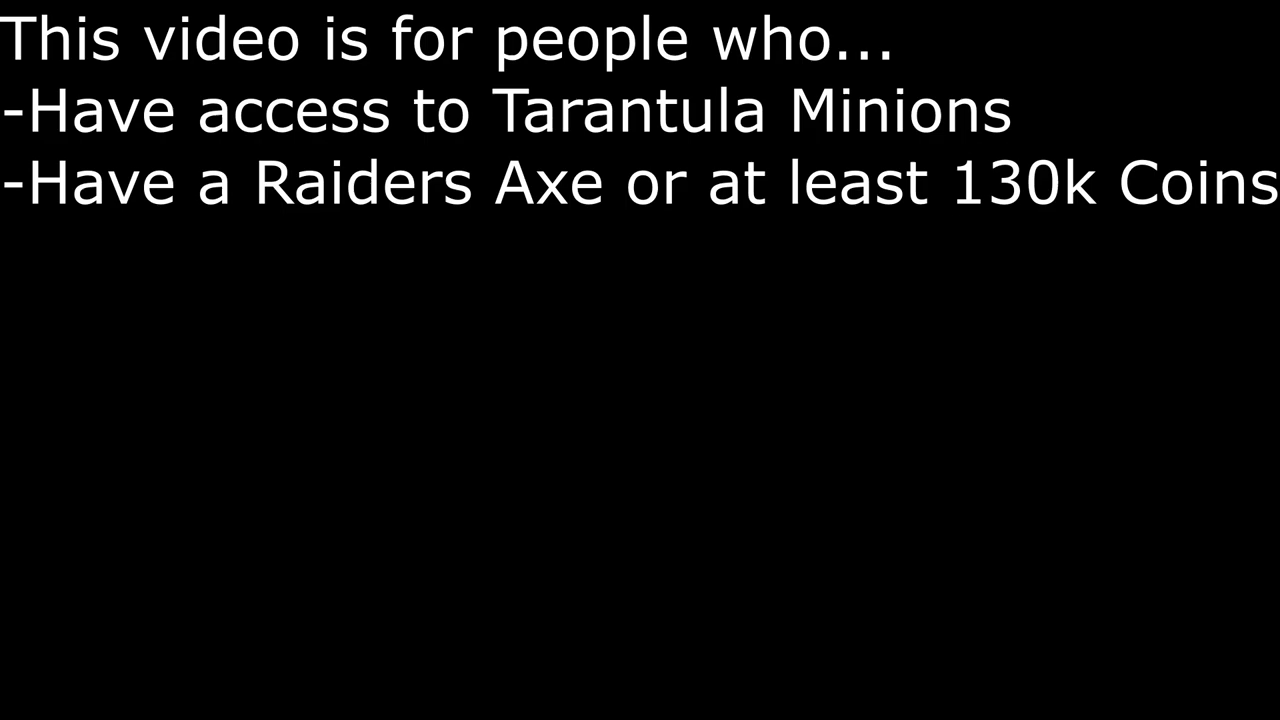 This video is for people who...
-Have access to Tarantula Minions
-Have a Raiders Axe or at least 130k Coins